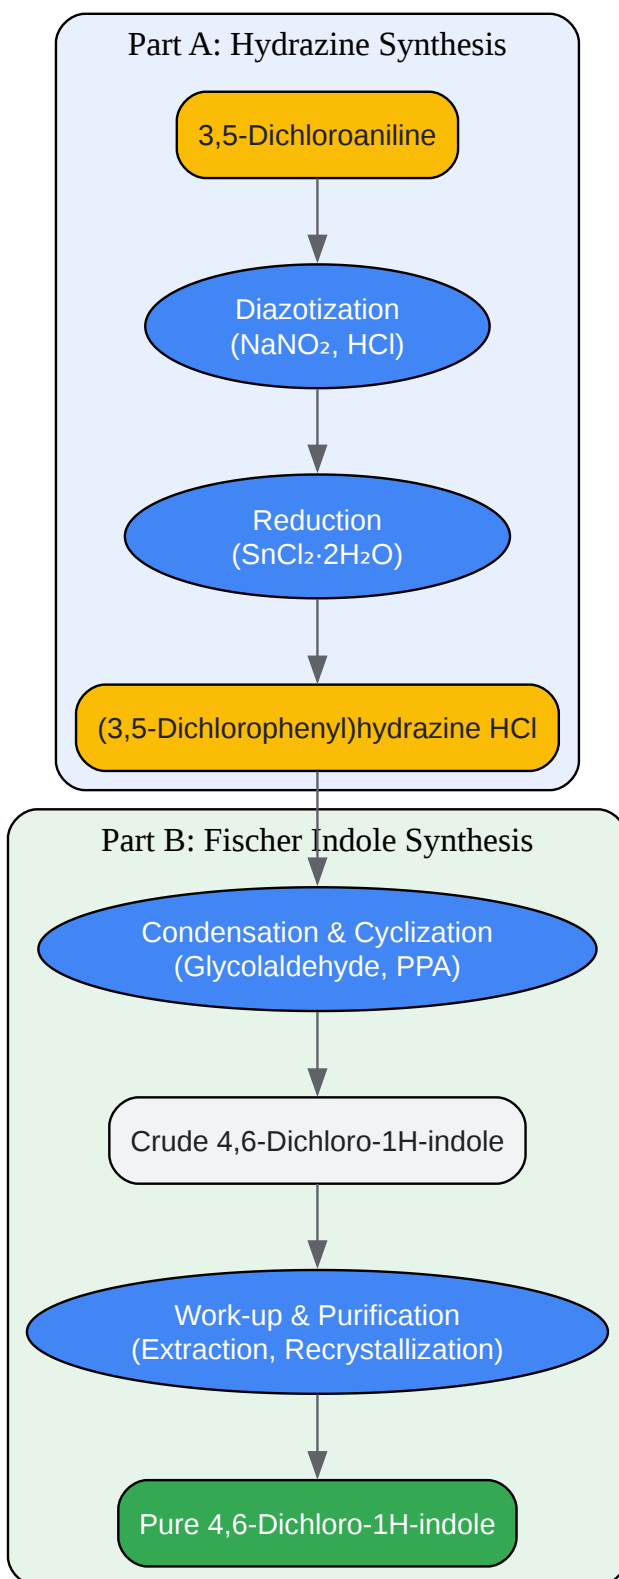 Part A: Hydrazine Synthesis
3,5-Dichloroaniline
Diazotization
(NaNO₂, HCl)
Reduction
(SnCl₂·2H₂O)
(3,5-Dichlorophenyl)hydrazine HCl
Part B: Fischer Indole Synthesis
Condensation & Cyclization
(Glycolaldehyde, PPA)
Crude 4,6-Dichloro-1H-indole
Work-up & Purification
(Extraction, Recrystallization)
Pure 4,6-Dichloro-1H-indole